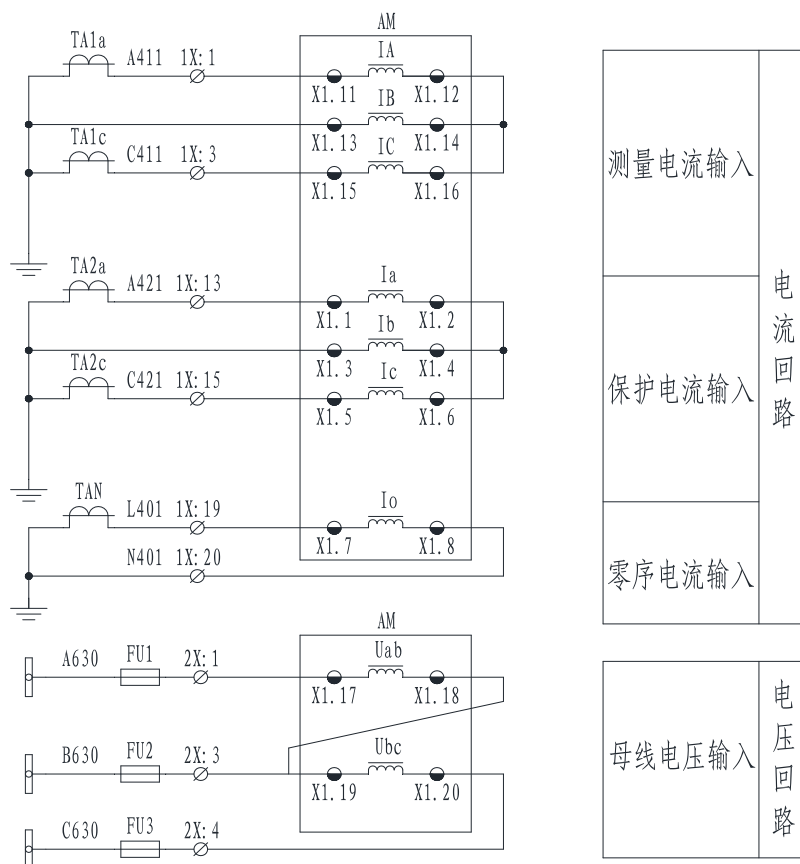 AM
TA1a
A411 1X:1
IA
X1.11 X1.12
IB
X1.13 X1.14
TA1c
C411 1X:3
IC
X1.15 X1.16
测量电流输入
TA2a
A421 1X:13
Ia
X1.1 X1.2
Ib
X1.3 X1.4
TA2c
C421 1X:15
Ic
X1.5 X1.6
保护电流输入
电流回路
TAN
L401 1X:19
Io
X1.7 X1.8
N401 1X:20
零序电流输入
AM
A630 FU1 2X:1
Uab
X1.17 X1.18
B630 FU2 2X:3
Ubc
X1.19 X1.20
C630 FU3 2X:4
母线电压输入
电压回路